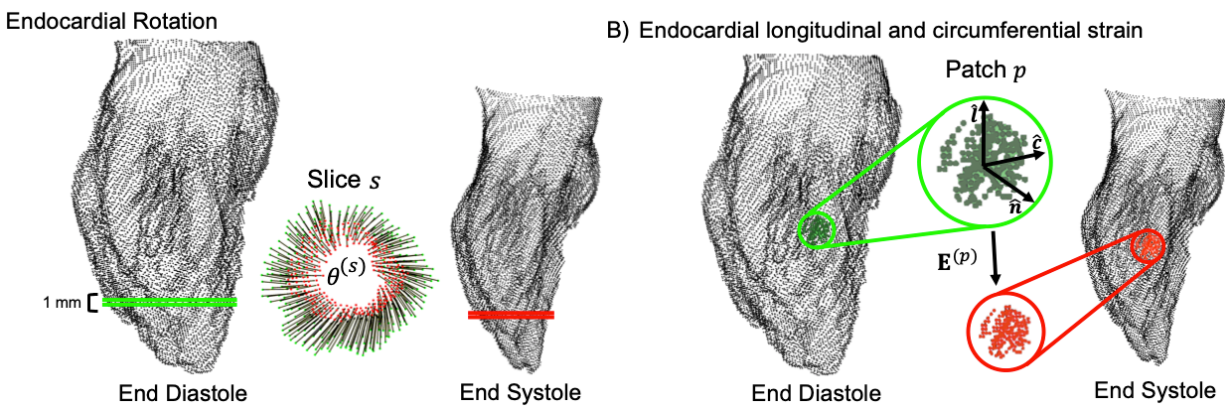 Endocardial Rotation
B) Endocardial longitudinal and circumferential strain
Slice s
θ^(s)
1 mm
End Diastole
End Systole
Patch p
l̂
ĉ
n̂
E^(p)
End Diastole
End Systole